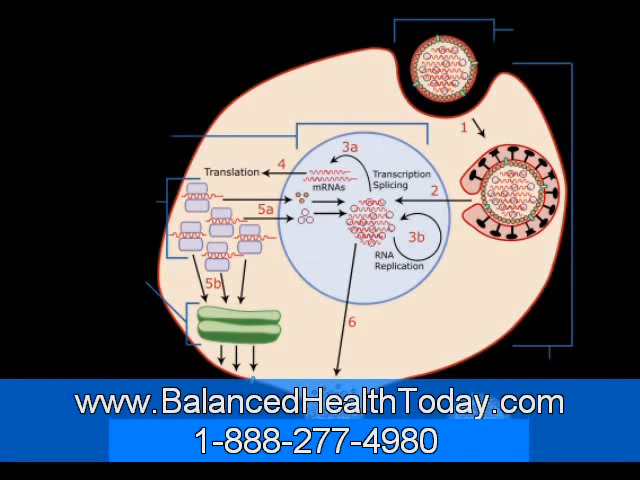 1
3a
Transcription
Splicing
Translation
4
mRNAs
2
5a
3b
RNA
Replication
5b
6
www.BalancedHealthToday.com
1-888-277-4980